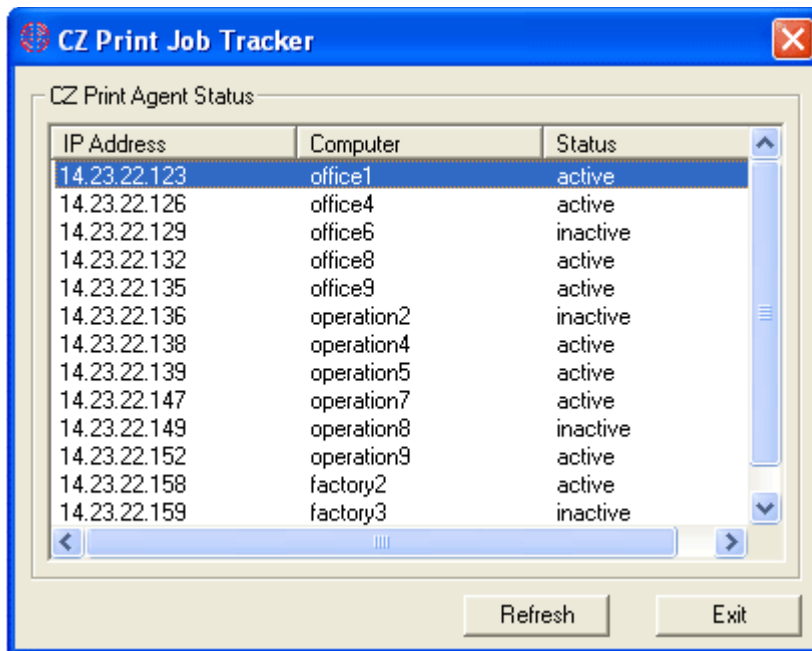 CZ Print Job Tracker
CZ Print Agent Status
IP Address Computer Status
14.23.22.123 office1 active
14.23.22.126 office4 active
14.23.22.129 office6 inactive
14.23.22.132 office8 active
14.23.22.135 office9 active
14.23.22.136 operation2 inactive
14.23.22.138 operation4 active
14.23.22.139 operation5 active
14.23.22.147 operation7 active
14.23.22.149 operation8 inactive
14.23.22.152 operation9 active
14.23.22.158 factory2 active
14.23.22.159 factory3 inactive
Refresh Exit